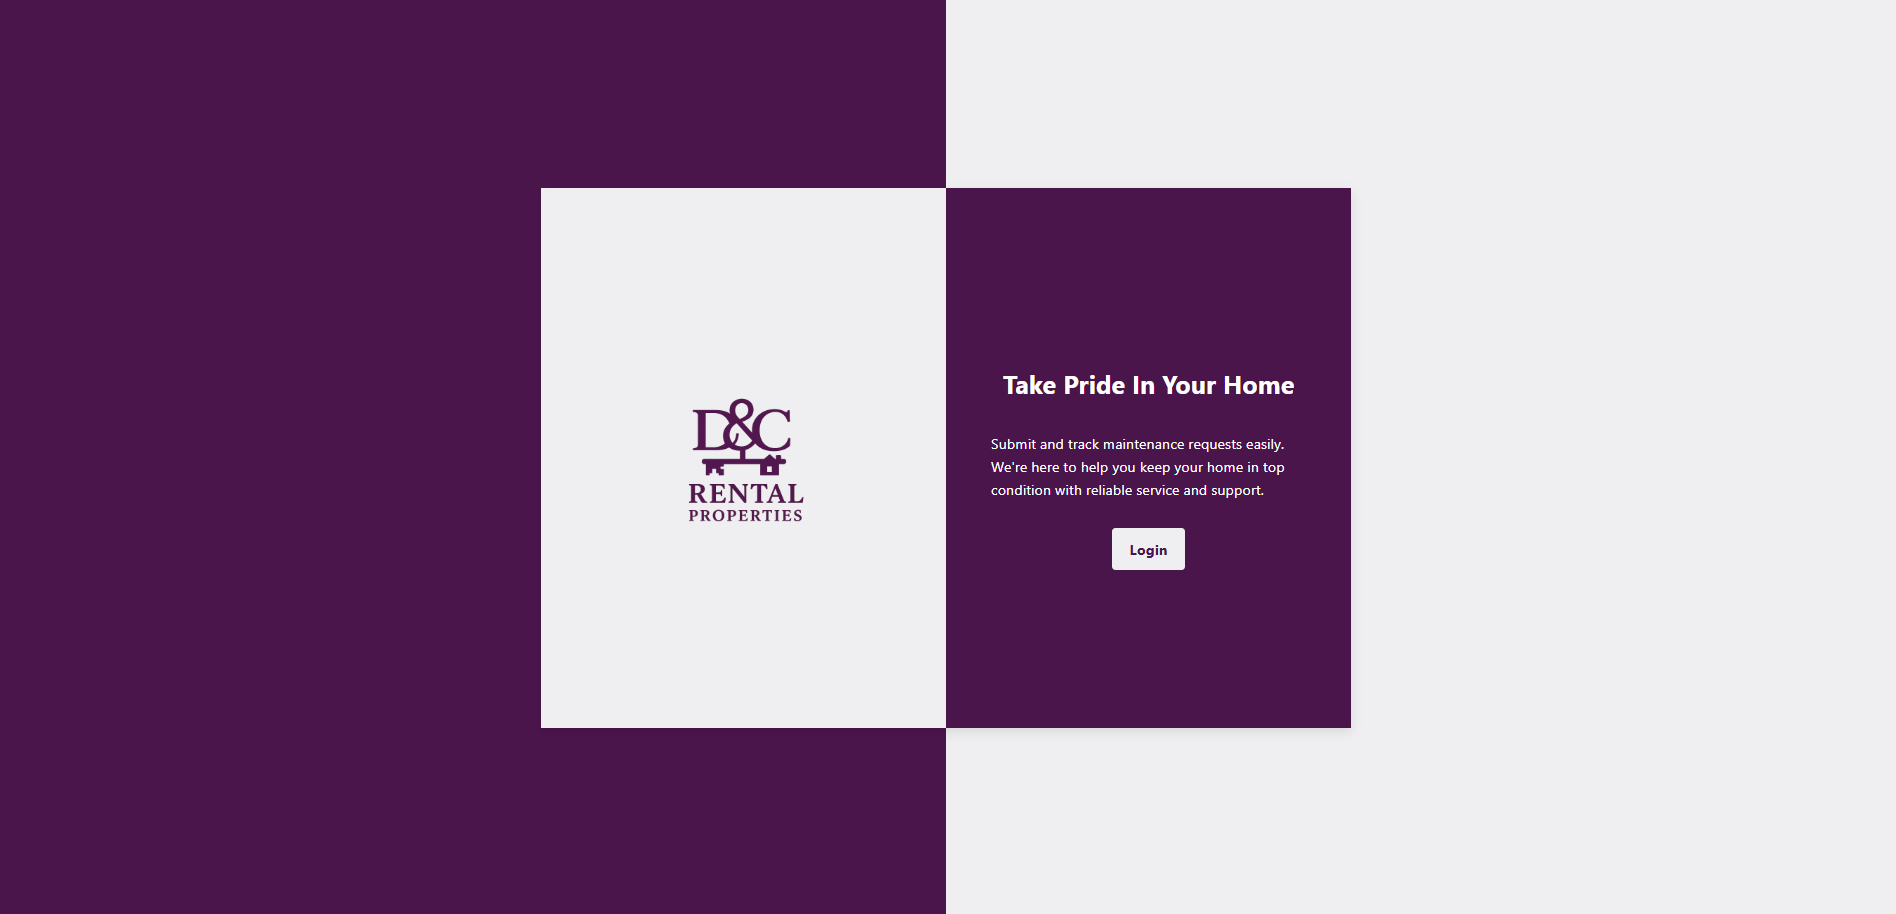 D&C
RENTAL
PROPERTIES
Take Pride In Your Home
Submit and track maintenance requests easily.
We're here to help you keep your home in top
condition with reliable service and support.
Login